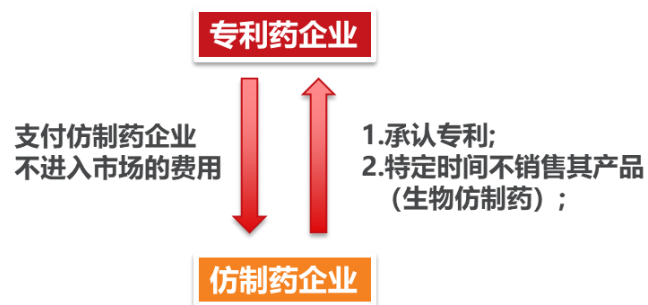 专利药企业
支付仿制药企业
不进入市场的费用
1.承认专利;
2.特定时间不销售其产品
（生物仿制药）;
仿制药企业